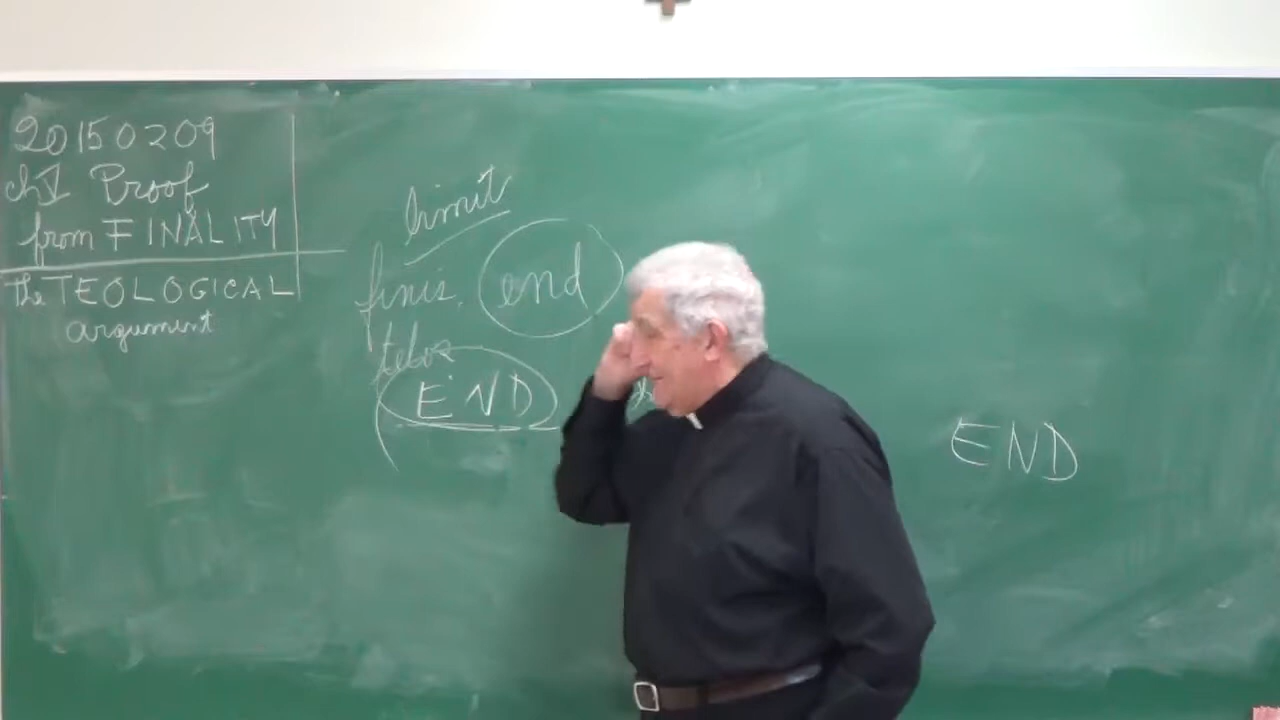 20150209
ch V Proof
from FINALITY
the TEOLOGICAL
argument
limit
finis, end
telos
END
END